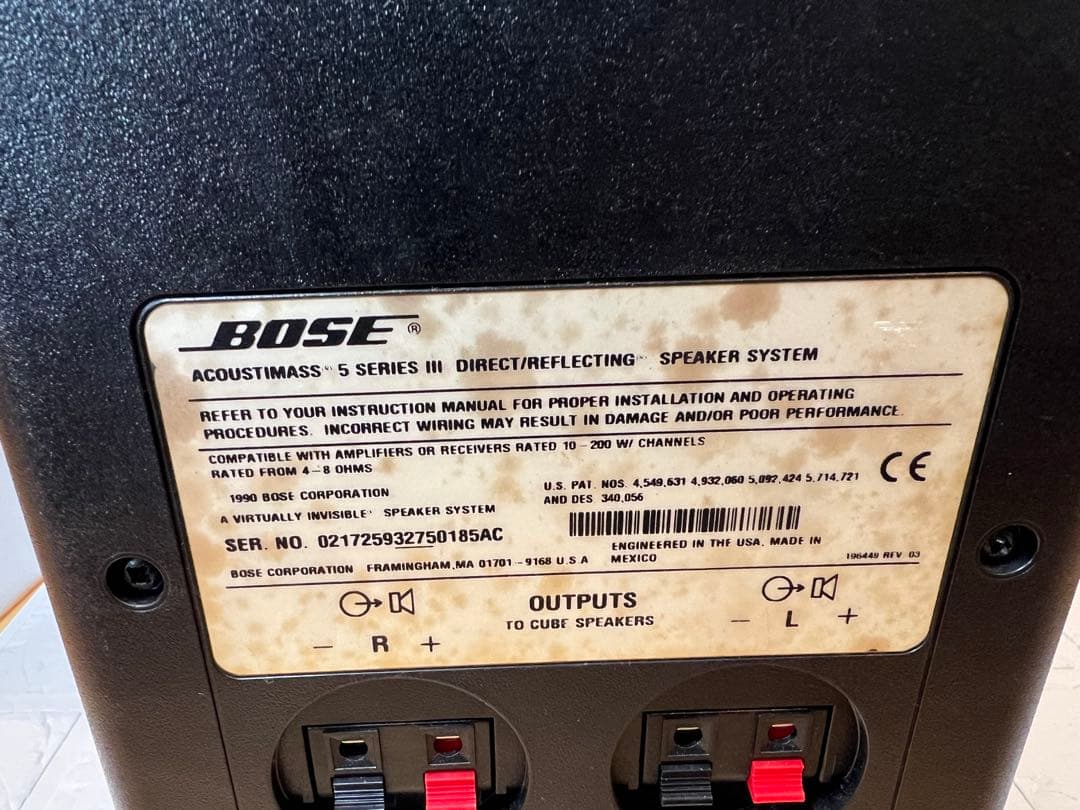 BOSE®
ACOUSTIMASS™ 5 SERIES III DIRECT/REFLECTING™ SPEAKER SYSTEM
REFER TO YOUR INSTRUCTION MANUAL FOR PROPER INSTALLATION AND OPERATING
PROCEDURES. INCORRECT WIRING MAY RESULT IN DAMAGE AND/OR POOR PERFORMANCE.
COMPATIBLE WITH AMPLIFIERS OR RECEIVERS RATED 10 - 200 W/ CHANNELS
RATED FROM 4-8 OHMS
1990 BOSE CORPORATION
A VIRTUALLY INVISIBLE SPEAKER SYSTEM
SER. NO. 021725932750185AC
U.S. PAT. NOS. 4,549,631 4,932,060 5,092,424 5,714,721
AND DES 340,056
CE
BOSE CORPORATION FRAMINGHAM, MA 01701-9168 U.S.A
ENGINEERED IN THE USA. MADE IN
MEXICO
196449 REV 03
OUTPUTS
TO CUBE SPEAKERS
- R +
- L +